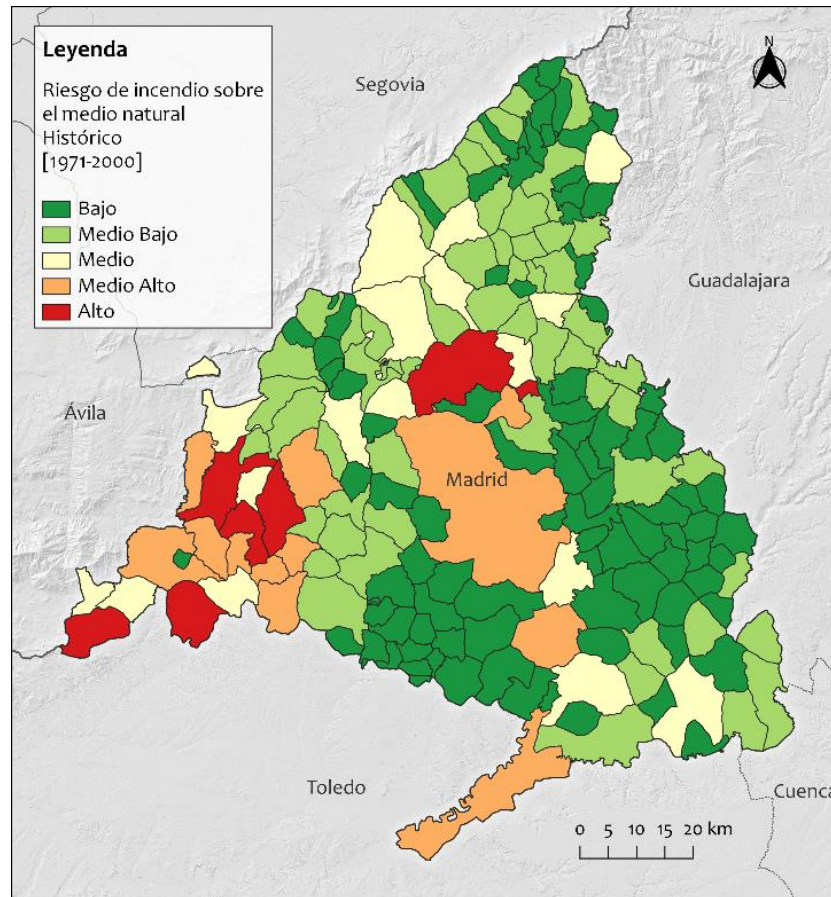 Leyenda
Riesgo de incendio sobre
el medio natural
Histórico
[1971-2000]
Bajo
Medio Bajo
Medio
Medio Alto
Alto
N
Segovia
Guadalajara
Ávila
Madrid
Toledo
Cuenca
0 5 10 15 20 km